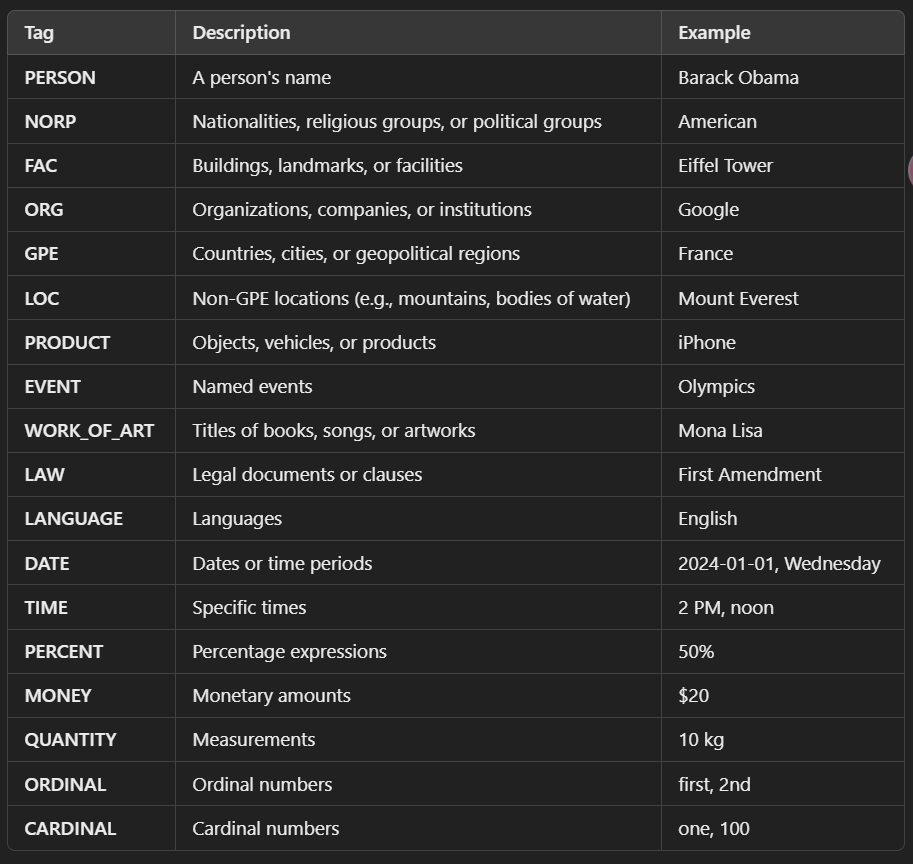 Tag Description Example
PERSON A person's name Barack Obama
NORP Nationalities, religious groups, or political groups American
FAC Buildings, landmarks, or facilities Eiffel Tower
ORG Organizations, companies, or institutions Google
GPE Countries, cities, or geopolitical regions France
LOC Non-GPE locations (e.g., mountains, bodies of water) Mount Everest
PRODUCT Objects, vehicles, or products iPhone
EVENT Named events Olympics
WORK_OF_ART Titles of books, songs, or artworks Mona Lisa
LAW Legal documents or clauses First Amendment
LANGUAGE Languages English
DATE Dates or time periods 2024-01-01, Wednesday
TIME Specific times 2 PM, noon
PERCENT Percentage expressions 50%
MONEY Monetary amounts $20
QUANTITY Measurements 10 kg
ORDINAL Ordinal numbers first, 2nd
CARDINAL Cardinal numbers one, 100